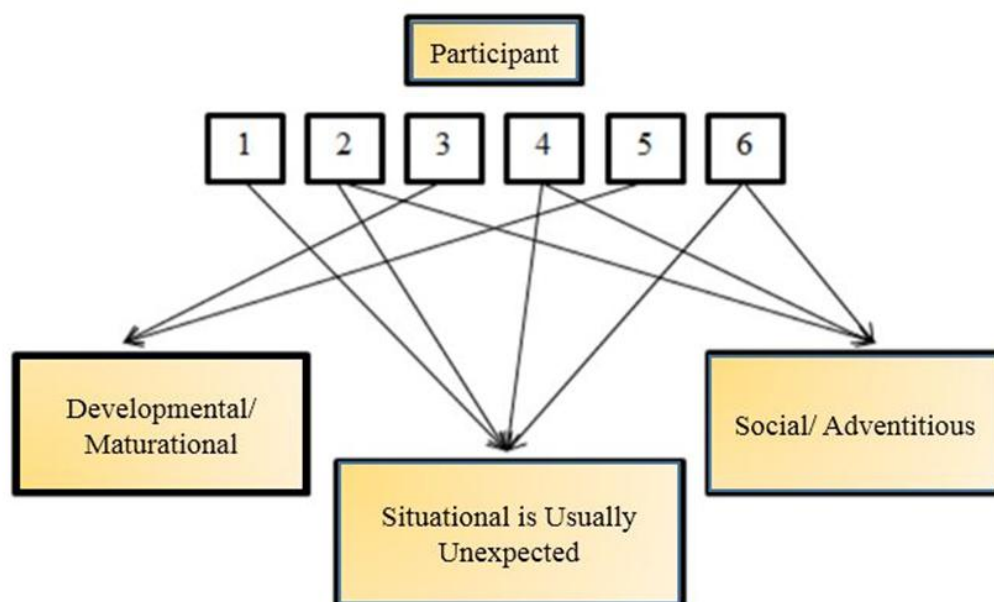 Participant
1 2 3 4 5 6
Developmental/
Maturational
Social/ Adventitious
Situational is Usually
Unexpected